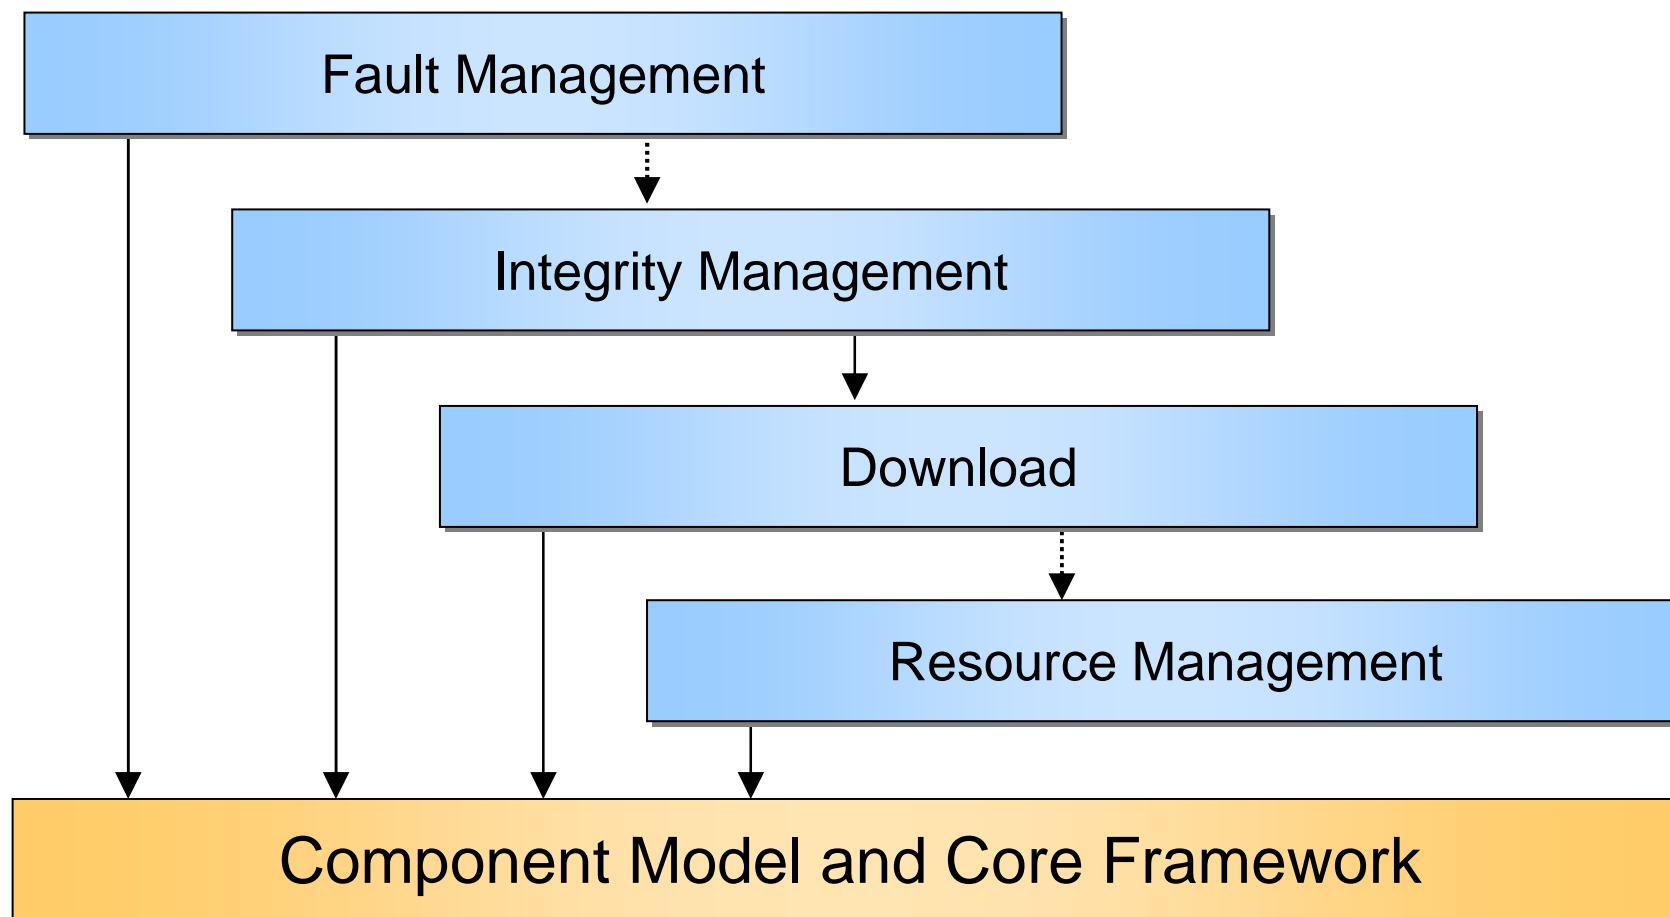 Fault Management
Integrity Management
Download
Resource Management
Component Model and Core Framework